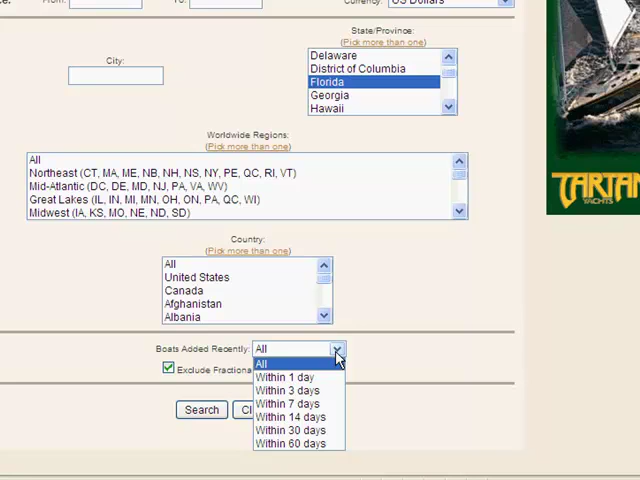 From:
To:
Currency:
US Dollars
State/Province:
(Pick more than one)
City:
Delaware
District of Columbia
Florida
Georgia
Hawaii
Worldwide Regions:
(Pick more than one)
All
Northeast (CT, MA, ME, NB, NH, NS, NY, PE, QC, RI, VT)
Mid-Atlantic (DC, DE, MD, NJ, PA, VA, WV)
Great Lakes (IL, IN, MI, MN, OH, ON, PA, QC, WI)
Midwest (IA, KS, MO, NE, ND, SD)
TARTAN
YACHTS
Country:
(Pick more than one)
All
United States
Canada
Afghanistan
Albania
Boats Added Recently: All
All
Exclude Fractiona
Within 1 day
Within 3 days
Within 7 days
Search Cl
Within 14 days
Within 30 days
Within 60 days